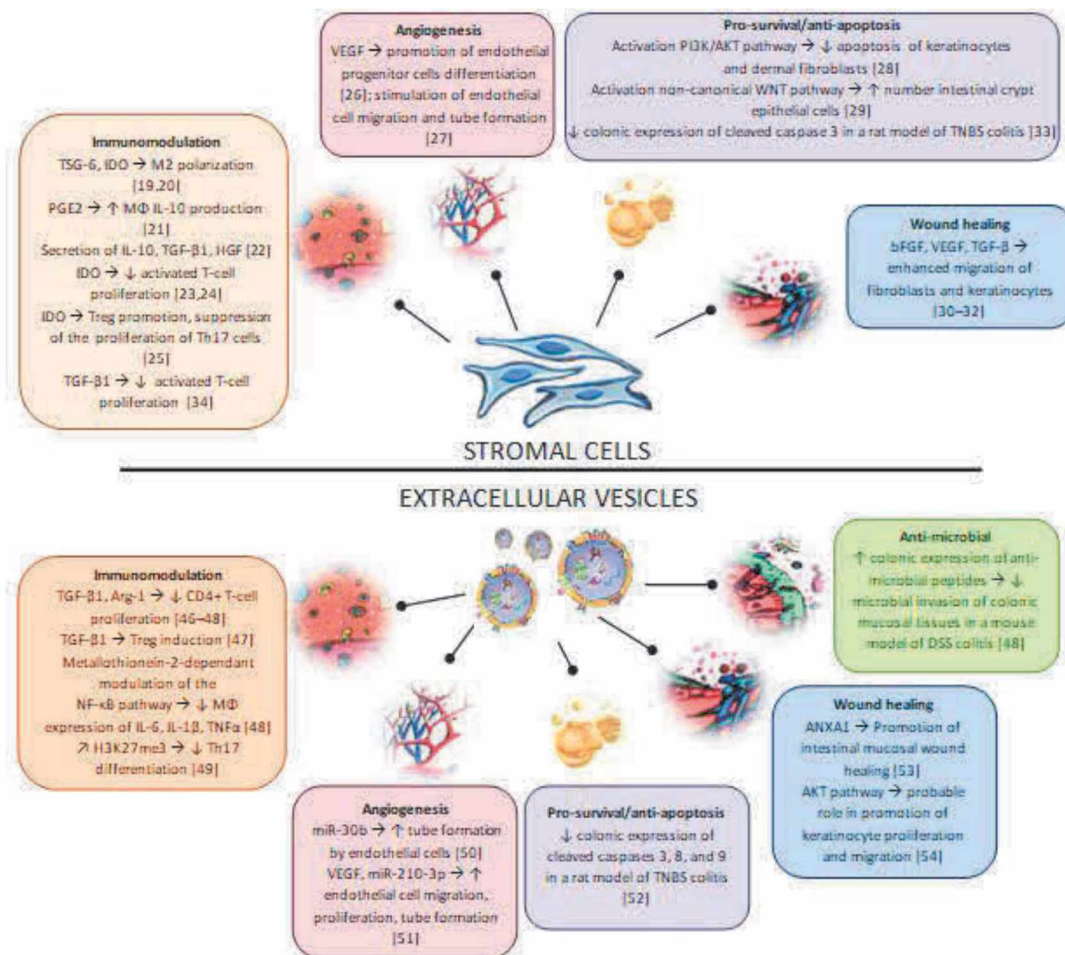 Angiogenesis
VEGF → promotion of endothelial
progenitor cells differentiation
[26]; stimulation of endothelial
cell migration and tube formation
[27]
Pro-survival/anti-apoptosis
Activation PI3K/AKT pathway → ↓ apoptosis of keratinocytes
and dermal fibroblasts [28]
Activation non-canonical WNT pathway → ↑ number intestinal crypt
epithelial cells [29]
↓ colonic expression of cleaved caspase 3 in a rat model of TNBS colitis [33]
Immunomodulation
TSG-6, IDO → M2 polarization
[19,20]
PGE2 → ↑ MΦ IL-10 production
[21]
Secretion of IL-10, TGF-β1, HGF [22]
IDO → ↓ activated T-cell
proliferation [23,24]
IDO → Treg promotion, suppression
of the proliferation of Th17 cells
[25]
TGF-β1 → ↓ activated T-cell
proliferation [34]
Wound healing
bFGF, VEGF, TGF-β →
enhanced migration of
fibroblasts and keratinocytes
[30–32]
STROMAL CELLS
EXTRACELLULAR VESICLES
Immunomodulation
TGF-β1, Arg-1 → ↓ CD4+ T-cell
proliferation [46–48]
TGF-β1 → Treg induction [47]
Metallothionein-2-dependant
modulation of the
NF-κB pathway → ↓ MΦ
expression of IL-6, IL-1β, TNFα [48]
↗ H3K27me3 → ↓ Th17
differentiation [49]
Anti-microbial
↑ colonic expression of anti-
microbial peptides → ↓
microbial invasion of colonic
mucosal tissues in a mouse
model of DSS colitis [48]
Wound healing
ANXA1 → Promotion of
intestinal mucosal wound
healing [53]
AKT pathway → probable
role in promotion of
keratinocyte proliferation
and migration [54]
Angiogenesis
miR-30b → ↑ tube formation
by endothelial cells [50]
VEGF, miR-210-3p → ↑
endothelial cell migration,
proliferation, tube formation
[51]
Pro-survival/anti-apoptosis
↓ colonic expression of
cleaved caspases 3, 8, and 9
in a rat model of TNBS colitis
[52]